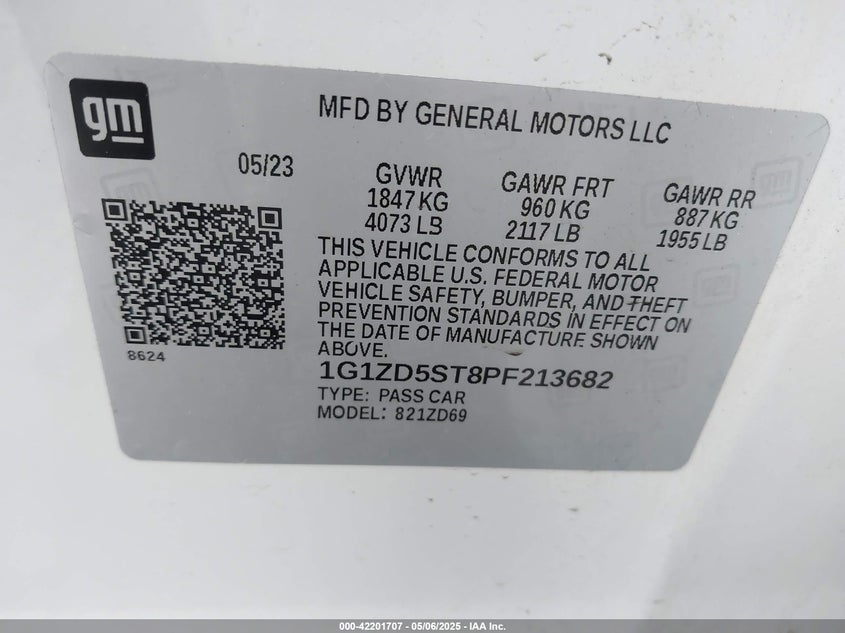 gm
MFD BY GENERAL MOTORS LLC
05/23
GVWR
1847 KG
4073 LB
GAWR FRT
960 KG
2117 LB
GAWR RR
887 KG
1955 LB
THIS VEHICLE CONFORMS TO ALL
APPLICABLE U.S. FEDERAL MOTOR
VEHICLE SAFETY, BUMPER, AND THEFT
PREVENTION STANDARDS IN EFFECT ON
THE DATE OF MANUFACTURE SHOWN
ABOVE.
8624
1G1ZD5ST8PF213682
TYPE: PASS CAR
MODEL: 821ZD69
000-42201707 - 05/06/2025 - IAA Inc.